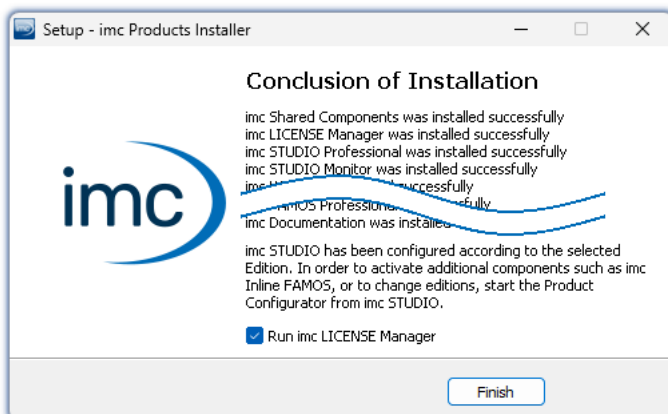 Setup - imc Products Installer
Conclusion of Installation
imc Shared Components was installed successfully
imc LICENSE Manager was installed successfully
imc STUDIO Professional was installed successfully
imc STUDIO Monitor was installed successfully
imc successfully
FAMOS Professional
imc Documentation was installed
imc
imc STUDIO has been configured according to the selected
Edition. In order to activate additional components such as imc
Inline FAMOS, or to change editions, start the Product
Configurator from imc STUDIO.
Run imc LICENSE Manager
Finish